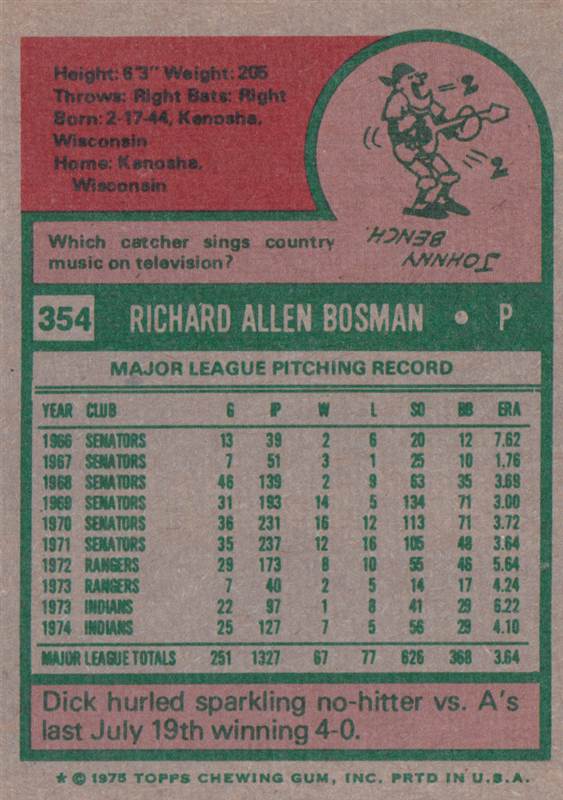 Height: 6'3" Weight: 205
Throws: Right Bats: Right
Born: 2-17-44, Kenosha,
Wisconsin
Home: Kenosha,
Wisconsin
Which catcher sings country
music on television?
JOHNNY
BENCH.
354 RICHARD ALLEN BOSMAN • P
MAJOR LEAGUE PITCHING RECORD
YEAR CLUB G IP W L SO BB ERA
1966 SENATORS 13 39 2 6 20 12 7.62
1967 SENATORS 7 51 3 1 25 10 1.76
1968 SENATORS 46 139 2 9 63 35 3.69
1969 SENATORS 31 193 14 5 134 71 3.00
1970 SENATORS 36 231 16 12 113 71 3.72
1971 SENATORS 35 237 12 16 105 48 3.64
1972 RANGERS 29 173 8 10 55 46 5.64
1973 RANGERS 7 40 2 5 14 17 4.24
1973 INDIANS 22 97 1 8 41 29 6.22
1974 INDIANS 25 127 7 5 56 29 4.10
MAJOR LEAGUE TOTALS 251 1327 67 77 626 368 3.64
Dick hurled sparkling no-hitter vs. A's
last July 19th winning 4-0.
* © 1975 TOPPS CHEWING GUM, INC. PRTD IN U.S.A.